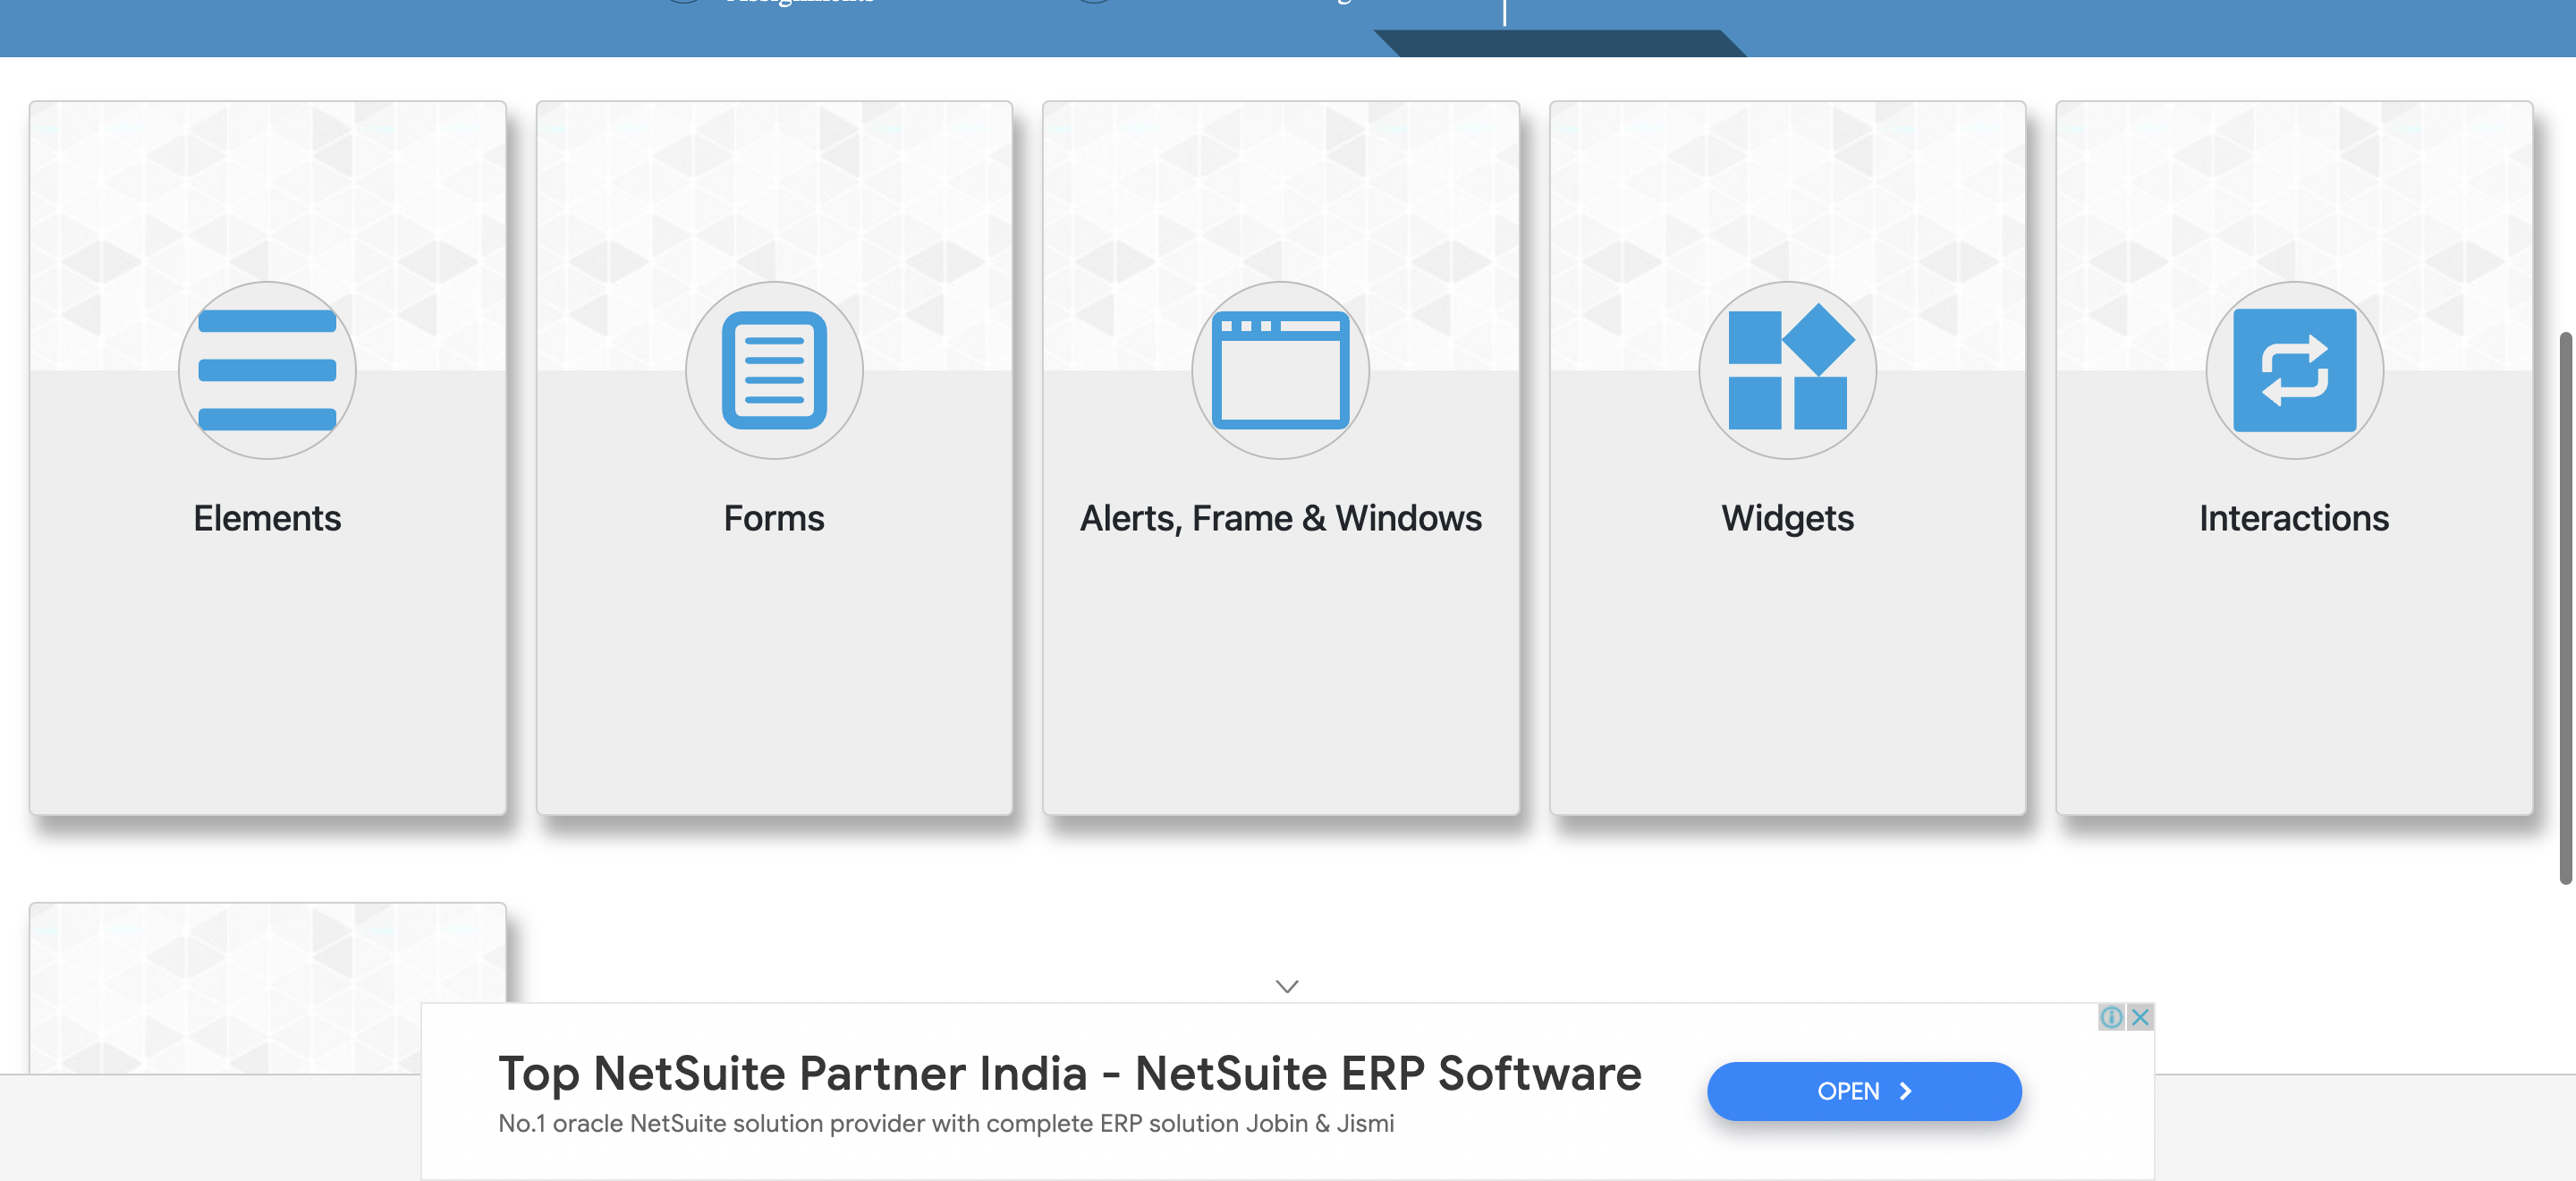 Elements
Forms
Alerts, Frame & Windows
Widgets
Interactions
Top NetSuite Partner India - NetSuite ERP Software
No.1 oracle NetSuite solution provider with complete ERP solution Jobin & Jismi
OPEN